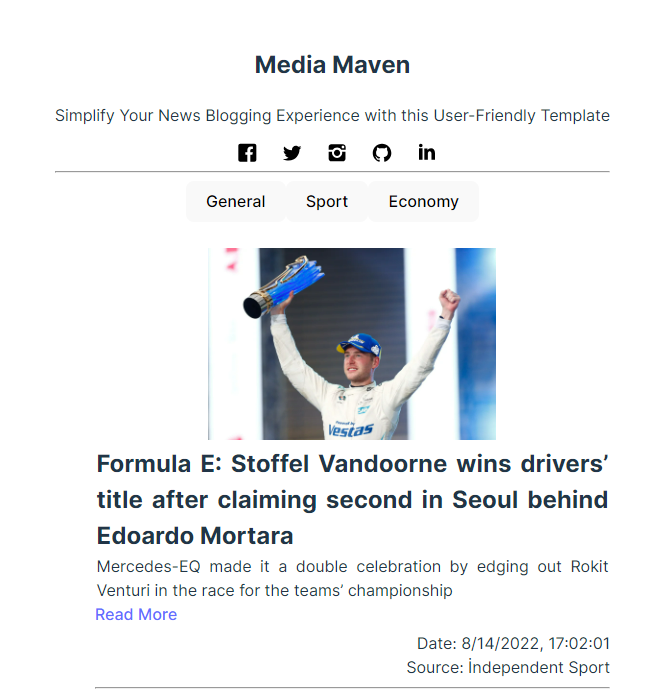 Media Maven
Simplify Your News Blogging Experience with this User-Friendly Template
General Sport Economy
Vestas
Formula E: Stoffel Vandoorne wins drivers’
title after claiming second in Seoul behind
Edoardo Mortara
Mercedes-EQ made it a double celebration by edging out Rokit
Venturi in the race for the teams’ championship
Read More
Date: 8/14/2022, 17:02:01
Source: İndependent Sport